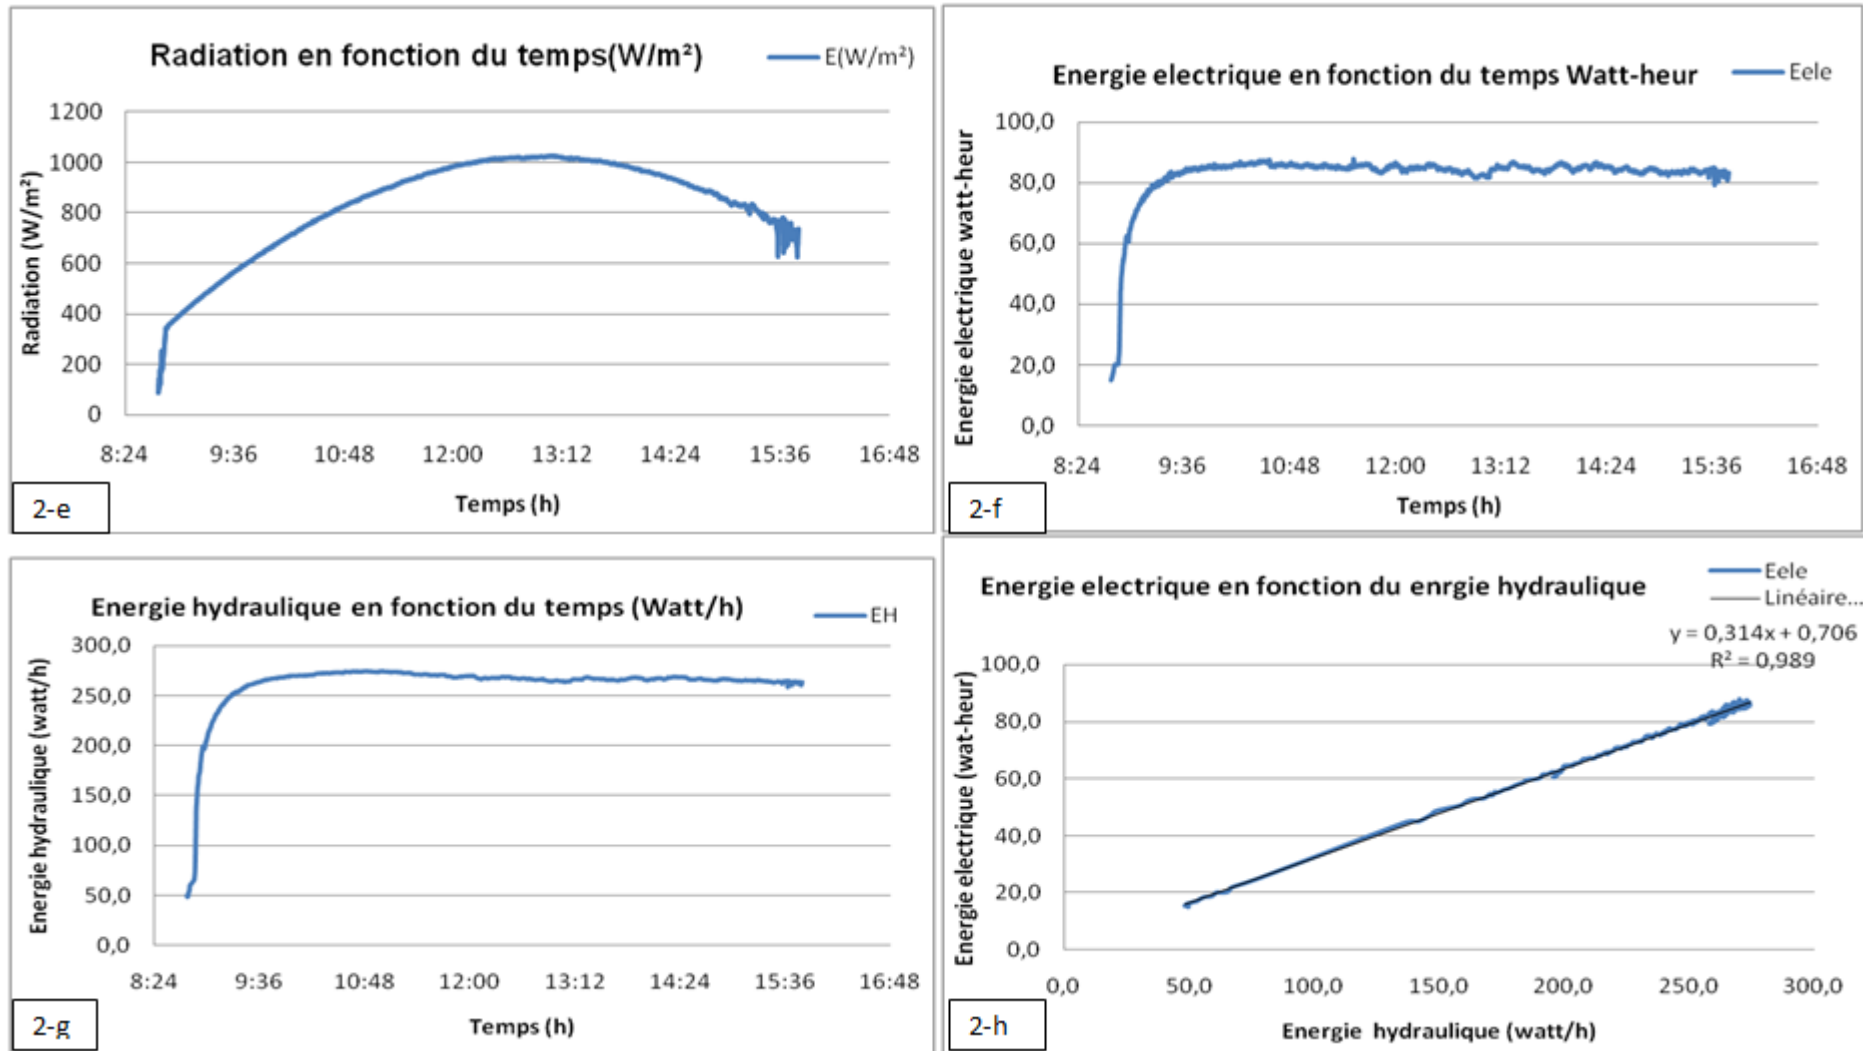 Radiation en fonction du temps(W/m²)
E(W/m²)
Radiation (W/m²)
1200
1000
800
600
400
200
0
8:24 9:36 10:48 12:00 13:12 14:24 15:36 16:48
Temps (h)
2-e
Energie electrique en fonction du temps Watt-heur
Eele
Energie electrique watt-heur
100,0
80,0
60,0
40,0
20,0
0,0
8:24 9:36 10:48 12:00 13:12 14:24 15:36 16:48
Temps (h)
2-f
Energie hydraulique en fonction du temps (Watt/h)
EH
Energie hydraulique (watt/h)
300,0
250,0
200,0
150,0
100,0
50,0
0,0
8:24 9:36 10:48 12:00 13:12 14:24 15:36 16:48
Temps (h)
2-g
Energie electrique en fonction du enrgie hydraulique
Eele
Linéaire...
y = 0,314x + 0,706
R² = 0,989
Energie electrique (wat-heur)
100,0
80,0
60,0
40,0
20,0
0,0
0,0 50,0 100,0 150,0 200,0 250,0 300,0
Energie hydraulique (watt/h)
2-h